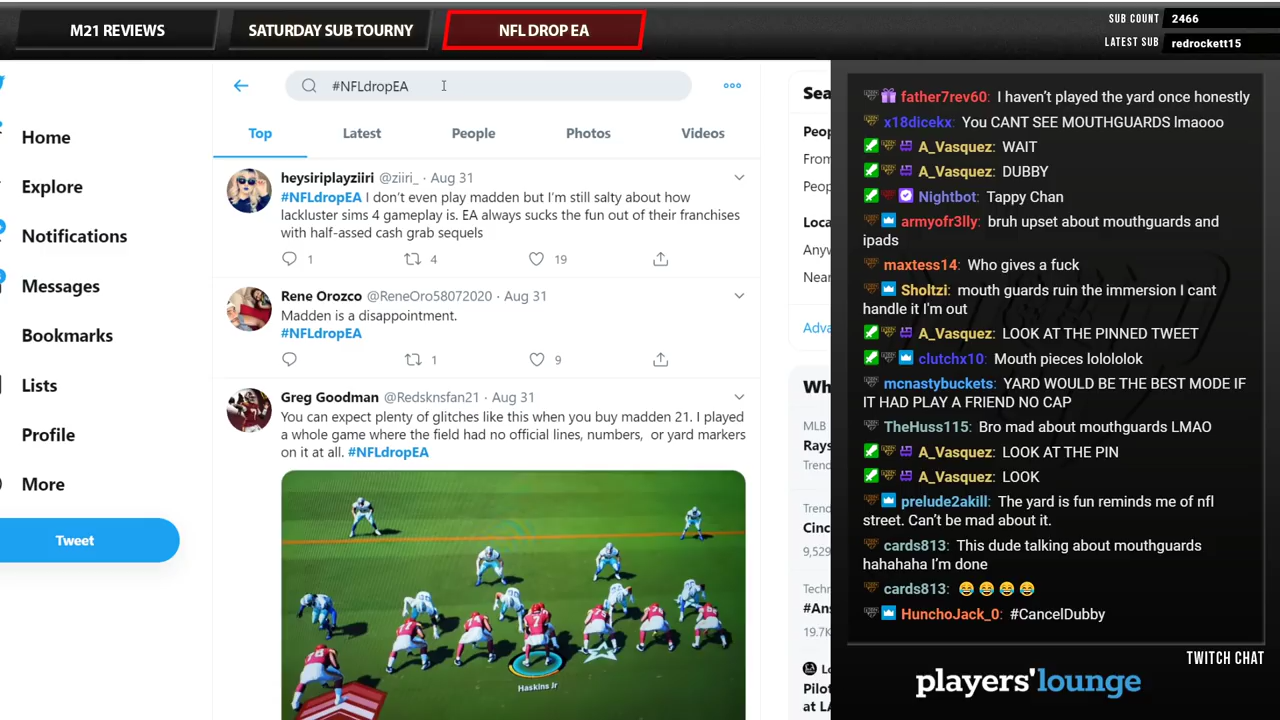 M21 REVIEWS
SATURDAY SUB TOURNY
NFL DROP EA
SUB COUNT 2466
LATEST SUB redrockett15
#NFLdropEA
Top Latest People Photos Videos
Home
Explore
Notifications
Messages
Bookmarks
Lists
Profile
More
Tweet
heysiriplayziiri @ziiri_ · Aug 31
#NFLdropEA I don't even play madden but I'm still salty about how
lackluster sims 4 gameplay is. EA always sucks the fun out of their franchises
with half-assed cash grab sequels
1 4 19
Rene Orozco @ReneOro58072020 · Aug 31
Madden is a disappointment.
#NFLdropEA
1 9
Greg Goodman @Redsknsfan21 · Aug 31
You can expect plenty of glitches like this when you buy madden 21. I played
a whole game where the field had no official lines, numbers, or yard markers
on it at all. #NFLdropEA
7
Haskins Jr
Sea
Peop
From
Peop
Loca
Anyw
Near
Adva
Wh
MLB
Rays
Trend
Trend
Cinc
9,529
Techn
#Ans
19.7K
Lo
Pilot
at LA
father7rev60: I haven't played the yard once honestly
x18dicekx: You CANT SEE MOUTHGUARDS lmaooo
A_Vasquez: WAIT
A_Vasquez: DUBBY
Nightbot: Tappy Chan
armyofr3lly: bruh upset about mouthguards and
ipads
maxtess14: Who gives a fuck
Sholtzi: mouth guards ruin the immersion I cant
handle it I'm out
A_Vasquez: LOOK AT THE PINNED TWEET
clutchx10: Mouth pieces lolololok
mcnastybuckets: YARD WOULD BE THE BEST MODE IF
IT HAD PLAY A FRIEND NO CAP
TheHuss115: Bro mad about mouthguards LMAO
A_Vasquez: LOOK AT THE PIN
A_Vasquez: LOOK
prelude2akill: The yard is fun reminds me of nfl
street. Can't be mad about it.
cards813: This dude talking about mouthguards
hahahaha I'm done
cards813: 😂😂😂😂
HunchoJack_0: #CancelDubby
TWITCH CHAT
players'lounge